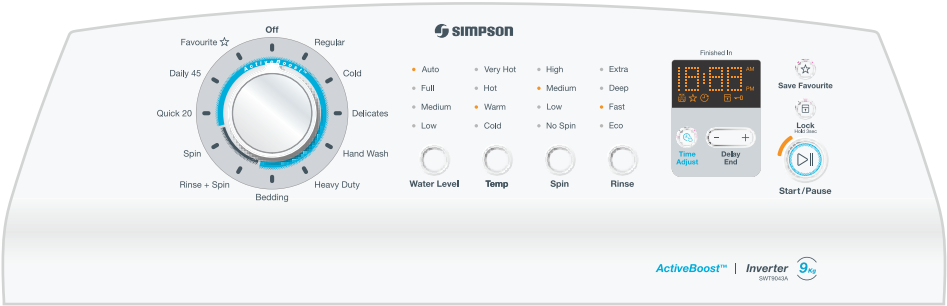 SIMPSON
Off
Favourite
Regular
Daily 45
Cold
Quick 20
Delicates
Spin
Hand Wash
Rinse + Spin
Heavy Duty
Bedding
ActiveBoost™
Auto
Full
Medium
Low
Water Level
Very Hot
Hot
Warm
Cold
Temp
High
Medium
Low
No Spin
Spin
Extra
Deep
Fast
Eco
Rinse
Finished In
18:88
AM
PM
Time
Adjust
- +
Delay
End
Save Favourite
Lock
Hold 3sec
Start/Pause
ActiveBoost™ | Inverter 9Kg
SWT9043A